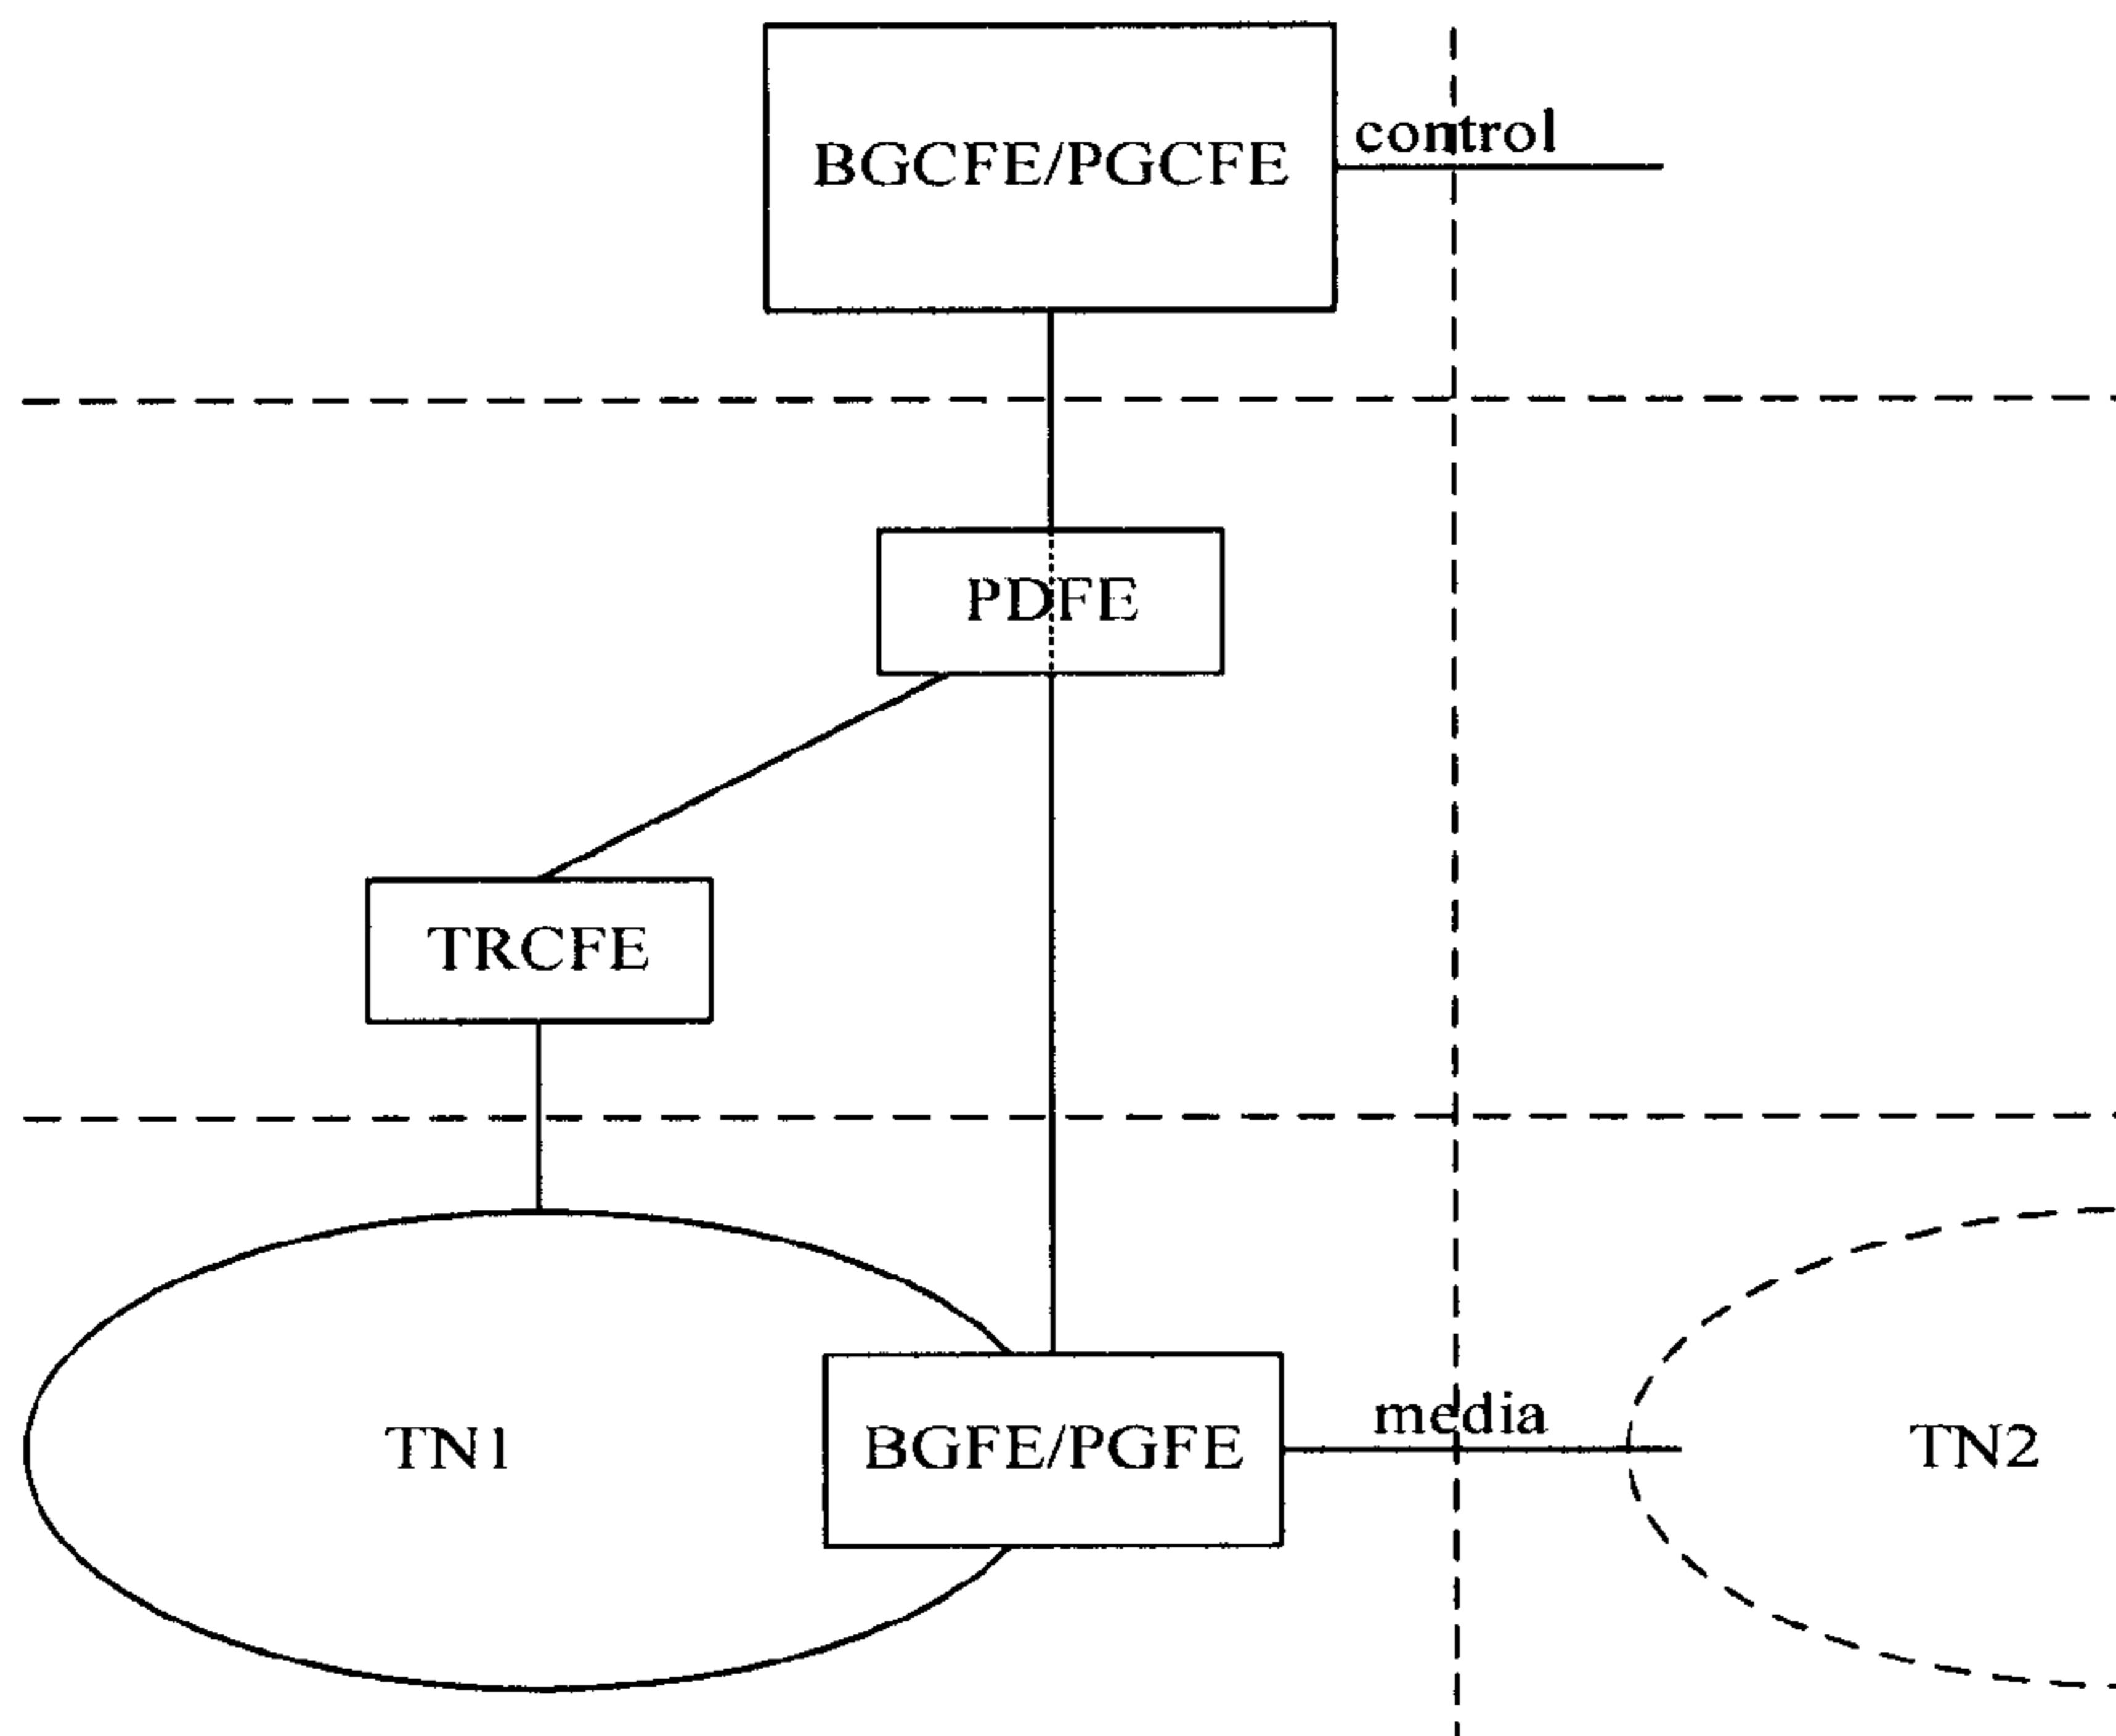 BGCFE/PGCFE
control
PDFE
TRCFE
TN1
BGFE/PGFE
media
TN2